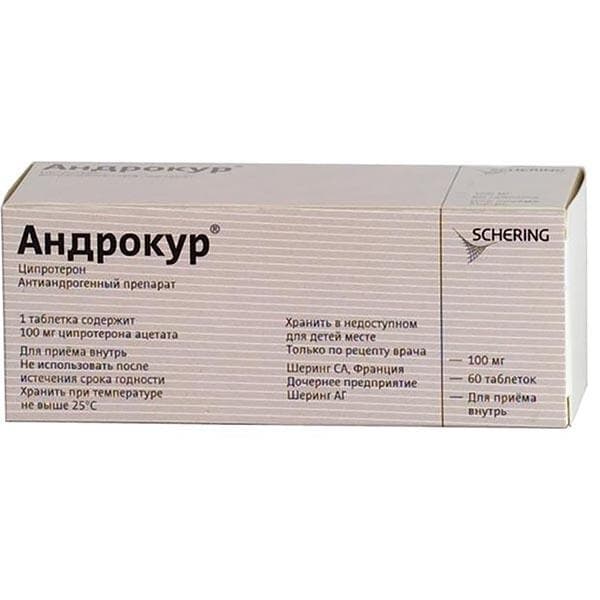 Андрокур®
SCHERING
Андрокур®
SCHERING
Ципротерон
Антиандрогенный препарат
1 таблетка содержит
100 мг ципротерона ацетата
Для приёма внутрь
Не использовать после
истечения срока годности
Хранить при температуре
не выше 25°C
Хранить в недоступном
для детей месте
Только по рецепту врача
Шеринг СА, Франция
Дочернее предприятие
Шеринг АГ
100 мг
60 таблеток
Для приёма
внутрь